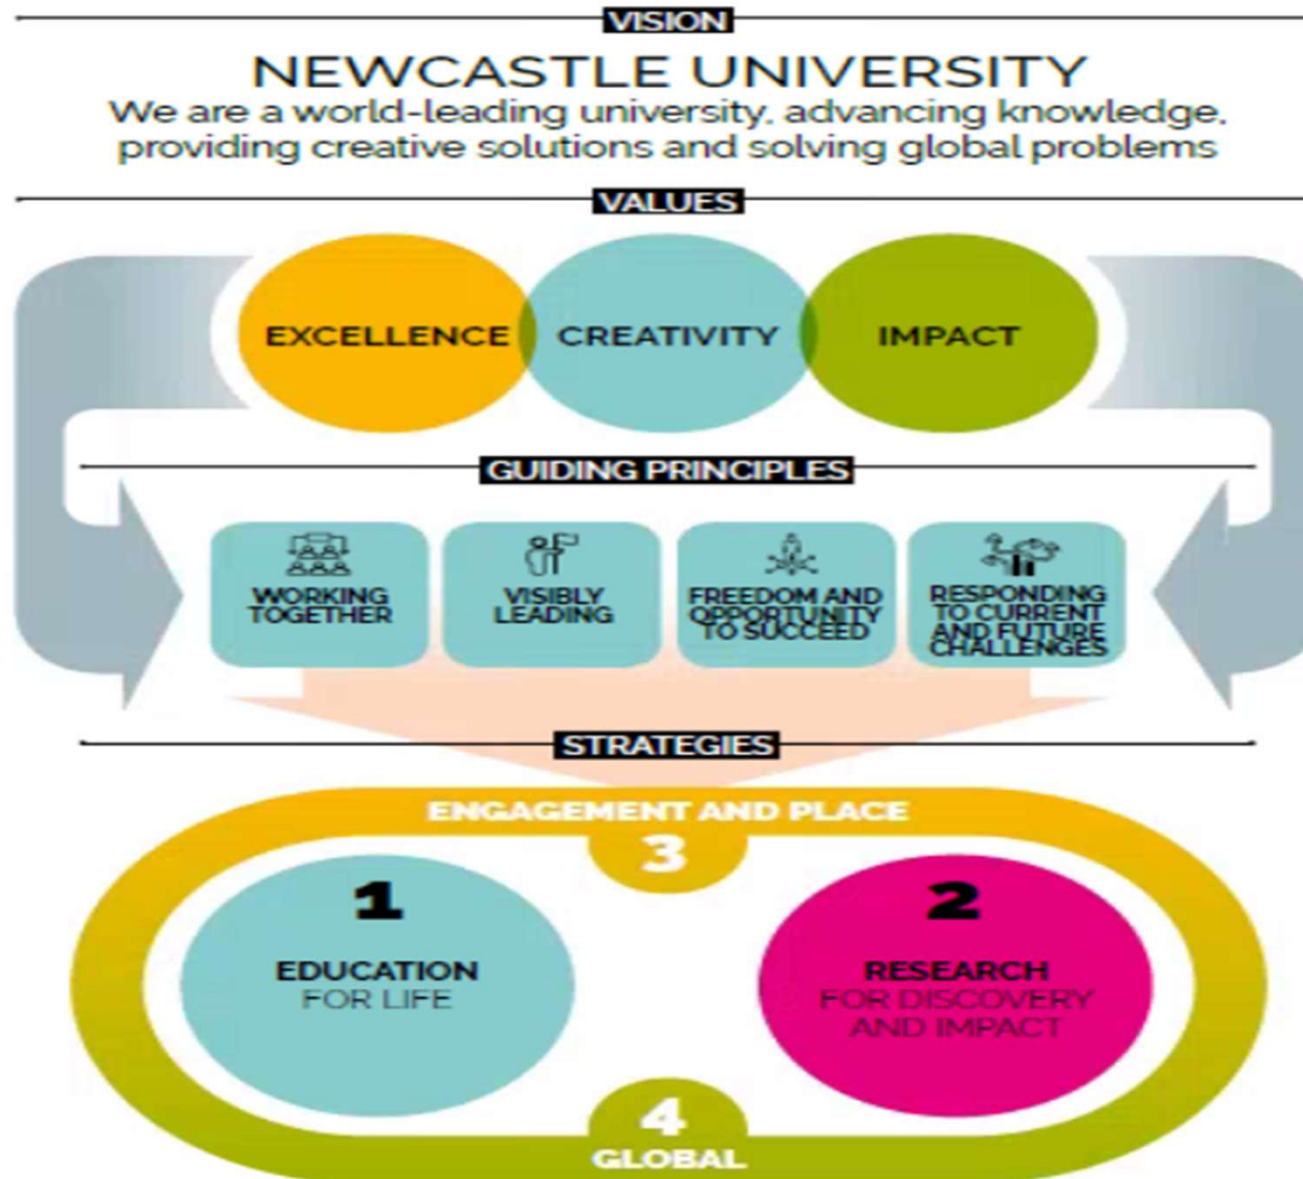 VISION
NEWCASTLE UNIVERSITY
We are a world-leading university, advancing knowledge,
providing creative solutions and solving global problems
VALUES
EXCELLENCE
CREATIVITY
IMPACT
GUIDING PRINCIPLES
WORKING
TOGETHER
VISIBLY
LEADING
FREEDOM AND
OPPORTUNITY
TO SUCCEED
RESPONDING
TO CURRENT
AND FUTURE
CHALLENGES
STRATEGIES
ENGAGEMENT AND PLACE
3
1
EDUCATION
FOR LIFE
2
RESEARCH
FOR DISCOVERY
AND IMPACT
4
GLOBAL